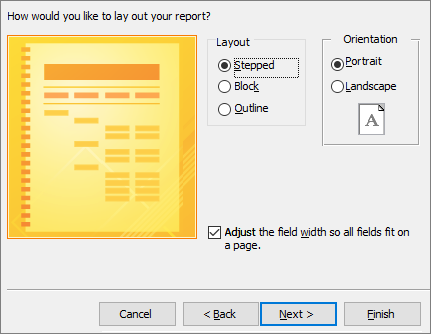 How would you like to lay out your report?
Layout
Stepped
Block
Outline
Orientation
Portrait
Landscape
A
Adjust the field width so all fields fit on
a page.
Cancel
< Back
Next >
Finish